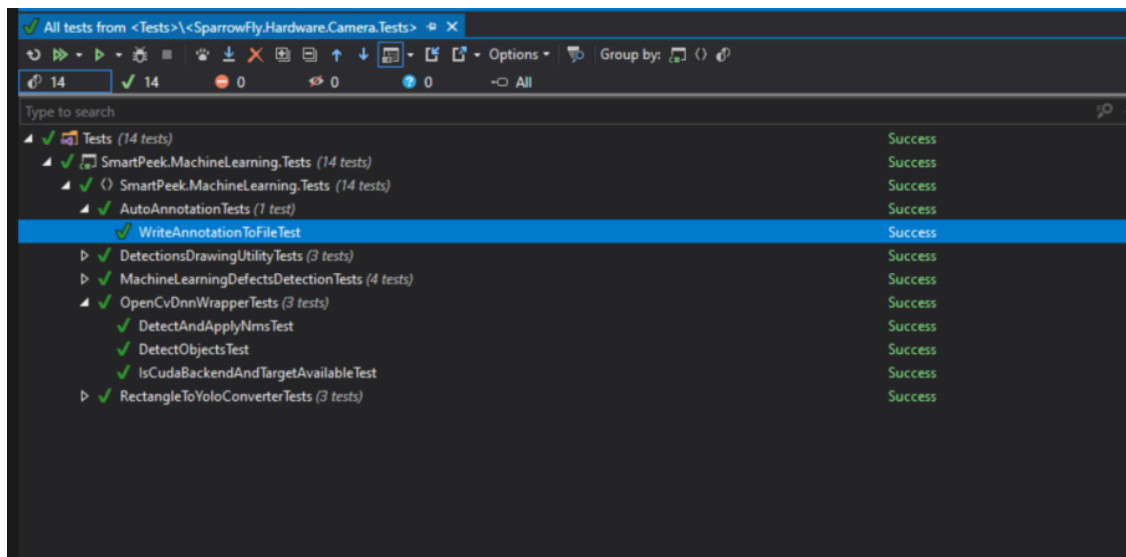 All tests from <Tests>\<SparrowFly.Hardware.Camera.Tests>
Options Group by:
14 14 0 0 0 All
Type to search
Tests (14 tests) Success
SmartPeek.MachineLearning.Tests (14 tests) Success
SmartPeek.MachineLearning.Tests (14 tests) Success
AutoAnnotationTests (1 test) Success
WriteAnnotationToFileTest Success
DetectionsDrawingUtilityTests (3 tests) Success
MachineLearningDefectsDetectionTests (4 tests) Success
OpenCvDnnWrapperTests (3 tests) Success
DetectAndApplyNmsTest Success
DetectObjectsTest Success
IsCudaBackendAndTargetAvailableTest Success
RectangleToYoloConverterTests (3 tests) Success